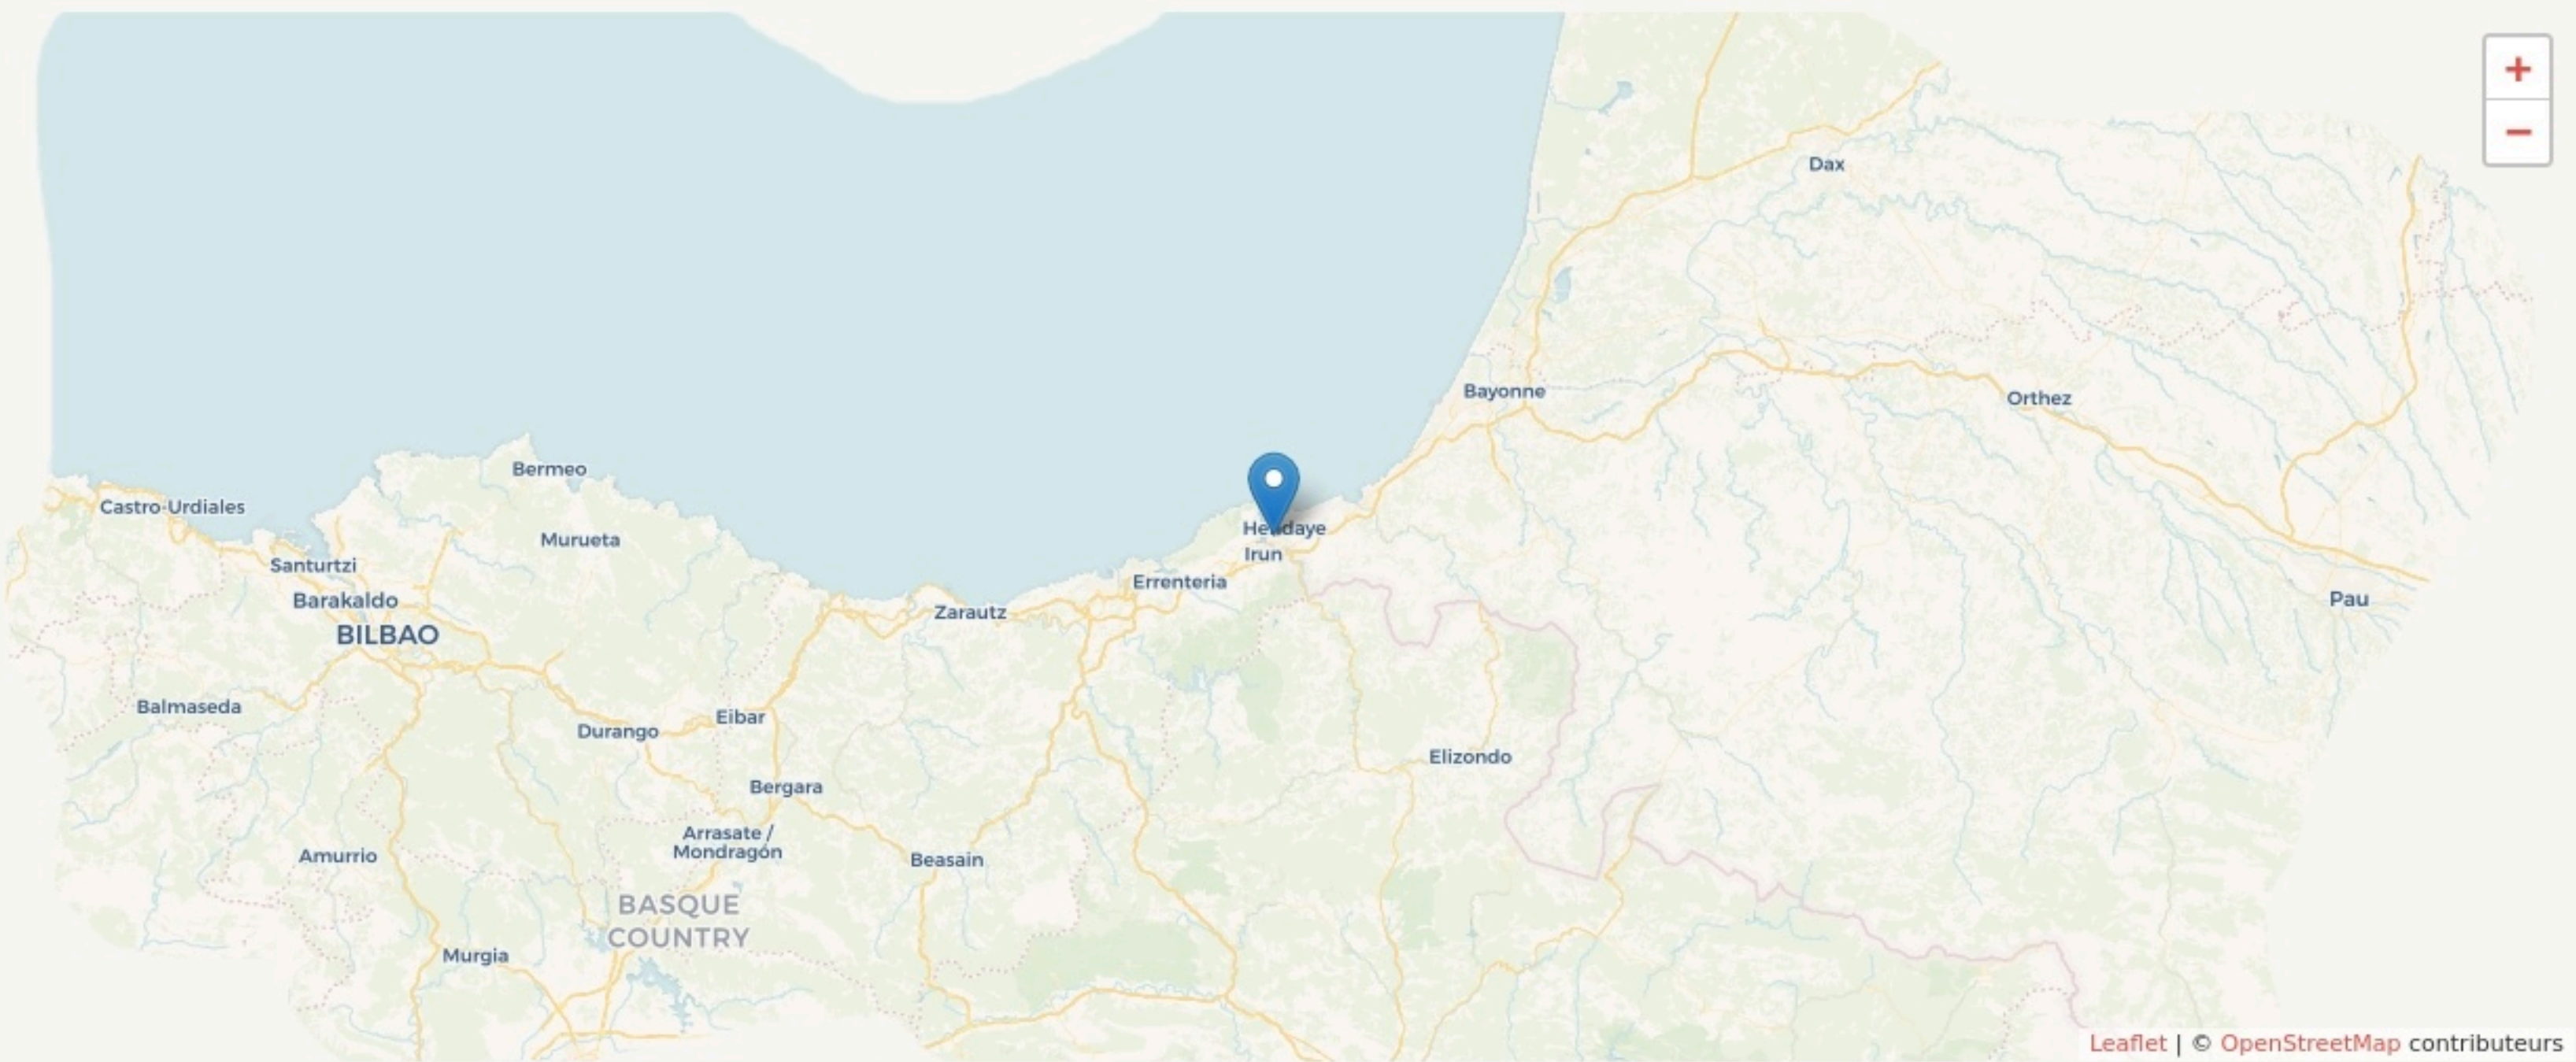 +
−
Dax
Bayonne
Orthez
Bermeo
Castro-Urdiales
Hendaye
Murueta
Irun
Santurtzi
Errenteria
Barakaldo
Zarautz
Pau
BILBAO
Balmaseda
Eibar
Durango
Elizondo
Bergara
Arrasate /
Mondragón
Amurrio
Beasain
BASQUE
COUNTRY
Murgia
Leaflet | © OpenStreetMap contributeurs